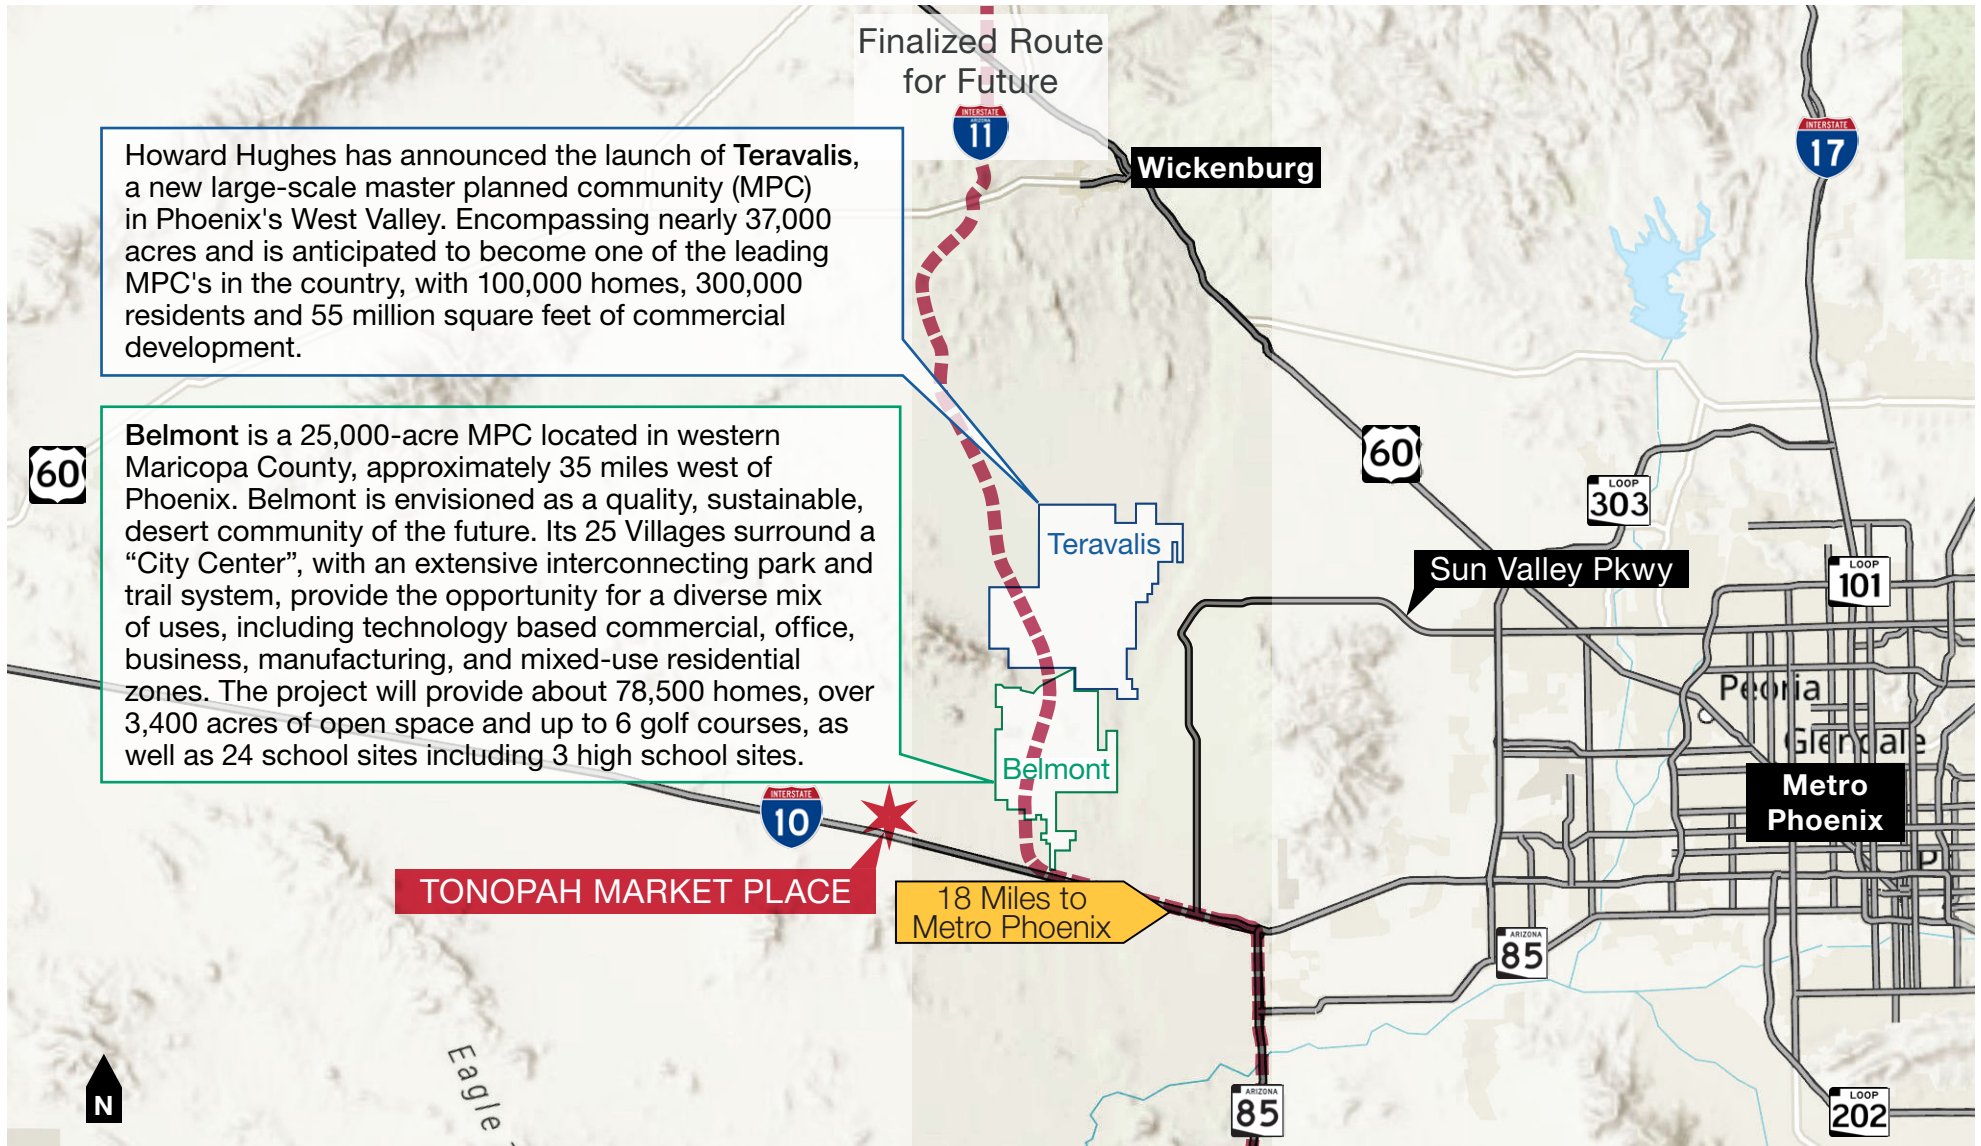 Finalized Route
for Future
INTERSTATE
ARIZONA
11
INTERSTATE
17
Wickenburg
Howard Hughes has announced the launch of Teravalis,
a new large-scale master planned community (MPC)
in Phoenix's West Valley. Encompassing nearly 37,000
acres and is anticipated to become one of the leading
MPC's in the country, with 100,000 homes, 300,000
residents and 55 million square feet of commercial
development.
Belmont is a 25,000-acre MPC located in western
Maricopa County, approximately 35 miles west of
Phoenix. Belmont is envisioned as a quality, sustainable,
desert community of the future. Its 25 Villages surround a
“City Center”, with an extensive interconnecting park and
trail system, provide the opportunity for a diverse mix
of uses, including technology based commercial, office,
business, manufacturing, and mixed-use residential
zones. The project will provide about 78,500 homes, over
3,400 acres of open space and up to 6 golf courses, as
well as 24 school sites including 3 high school sites.
60
60
LOOP
303
Teravalis
Sun Valley Pkwy
LOOP
101
Peoria
Glendale
Belmont
Metro
Phoenix
INTERSTATE
10
P
TONOPAH MARKET PLACE
18 Miles to
Metro Phoenix
ARIZONA
85
Eagle
N
ARIZONA
85
LOOP
202